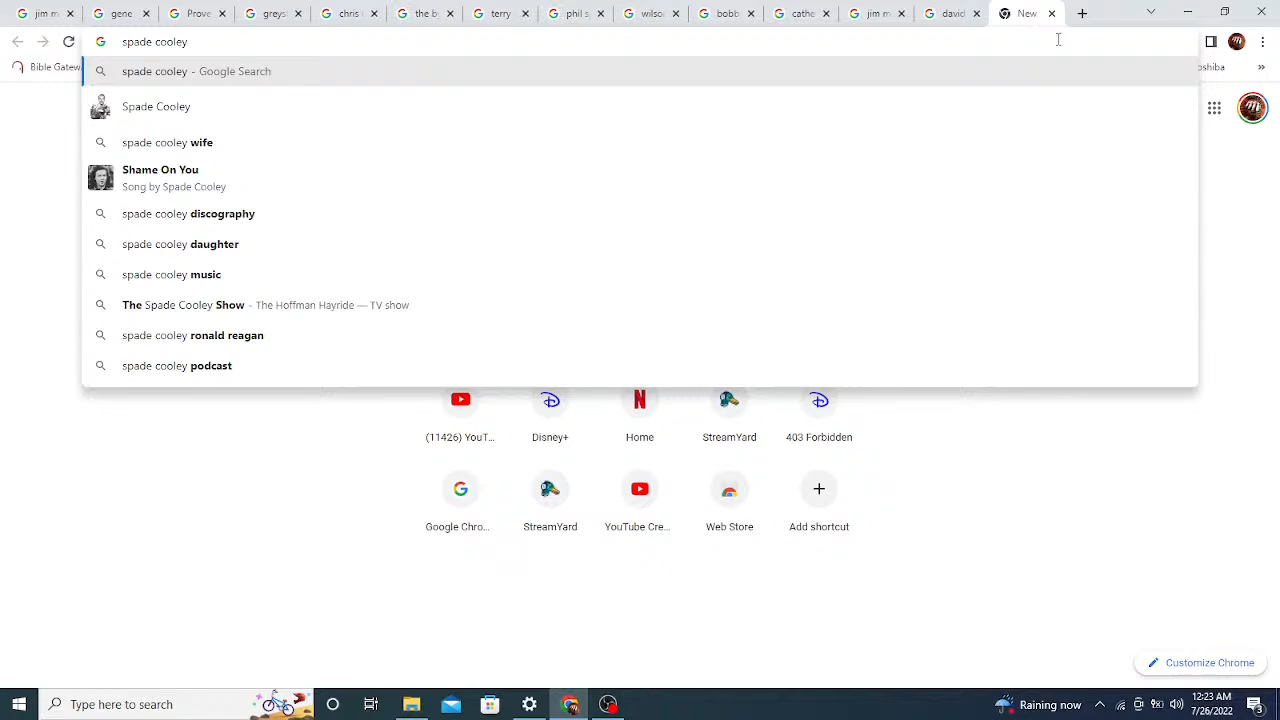 jim m
gene
Prove
greys
chris
the by
terry
phil s
wilso
bobb
cathe
jim m
david
New
spade cooley
Bible Gatew
oshiba
spade cooley - Google Search
Spade Cooley
spade cooley wife
Shame On You
Song by Spade Cooley
spade cooley discography
spade cooley daughter
spade cooley music
The Spade Cooley Show - The Hoffman Hayride — TV show
spade cooley ronald reagan
spade cooley podcast
(11426) YouT...
Disney+
Home
StreamYard
403 Forbidden
Google Chro...
StreamYard
YouTube Cre...
Web Store
Add shortcut
Customize Chrome
Type here to search
Raining now
12:23 AM
7/26/2022